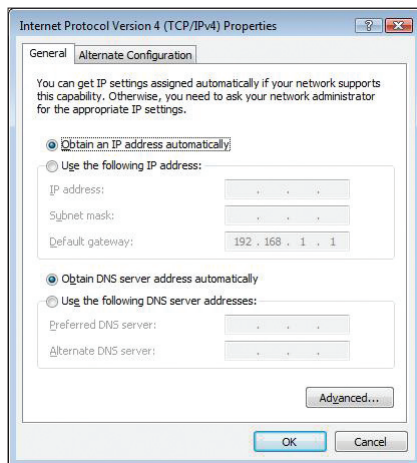 Internet Protocol Version 4 (TCP/IPv4) Properties
General Alternate Configuration
You can get IP settings assigned automatically if your network supports
this capability. Otherwise, you need to ask your network administrator
for the appropriate IP settings.
Obtain an IP address automatically
Use the following IP address:
IP address: . . .
Subnet mask: . . .
Default gateway: 192 . 168 . 1 . 1
Obtain DNS server address automatically
Use the following DNS server addresses:
Preferred DNS server: . . .
Alternate DNS server: . . .
Advanced...
OK Cancel